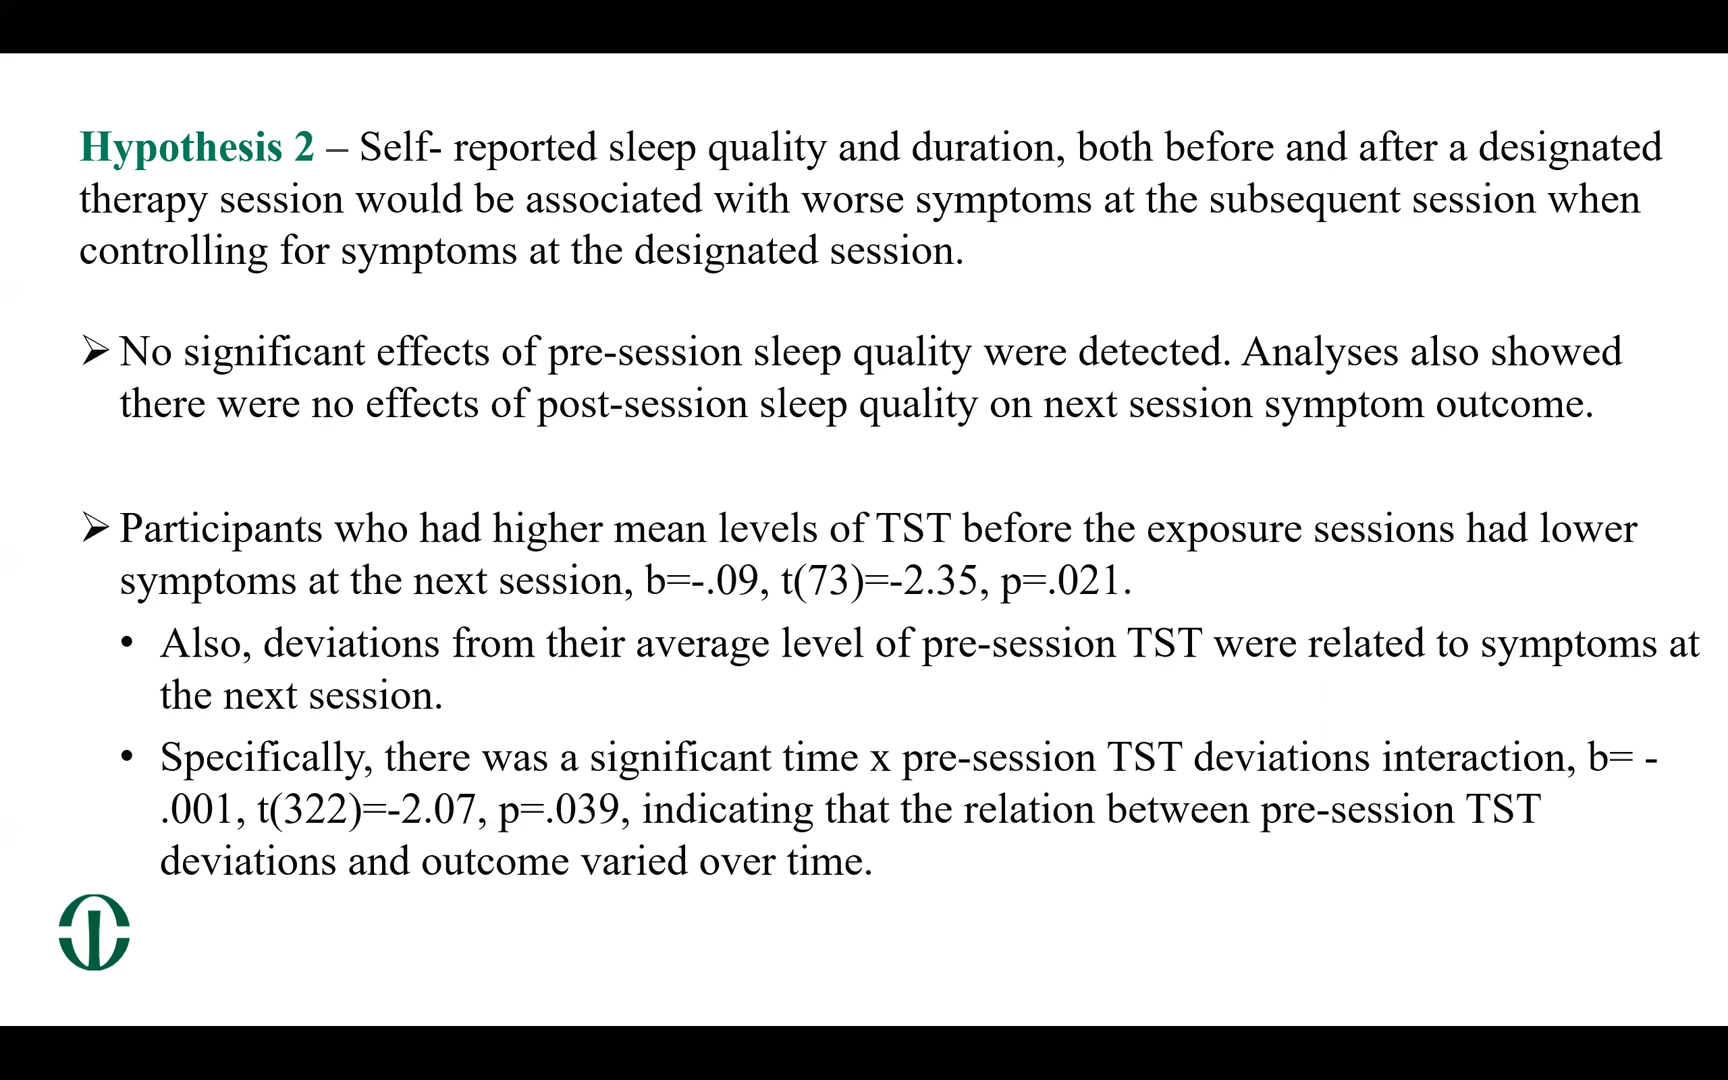 Hypothesis 2 – Self- reported sleep quality and duration, both before and after a designated
therapy session would be associated with worse symptoms at the subsequent session when
controlling for symptoms at the designated session.
➢ No significant effects of pre-session sleep quality were detected. Analyses also showed
there were no effects of post-session sleep quality on next session symptom outcome.
➢ Participants who had higher mean levels of TST before the exposure sessions had lower
symptoms at the next session, b=-.09, t(73)=-2.35, p=.021.
• Also, deviations from their average level of pre-session TST were related to symptoms at
the next session.
• Specifically, there was a significant time x pre-session TST deviations interaction, b= -
.001, t(322)=-2.07, p=.039, indicating that the relation between pre-session TST
deviations and outcome varied over time.